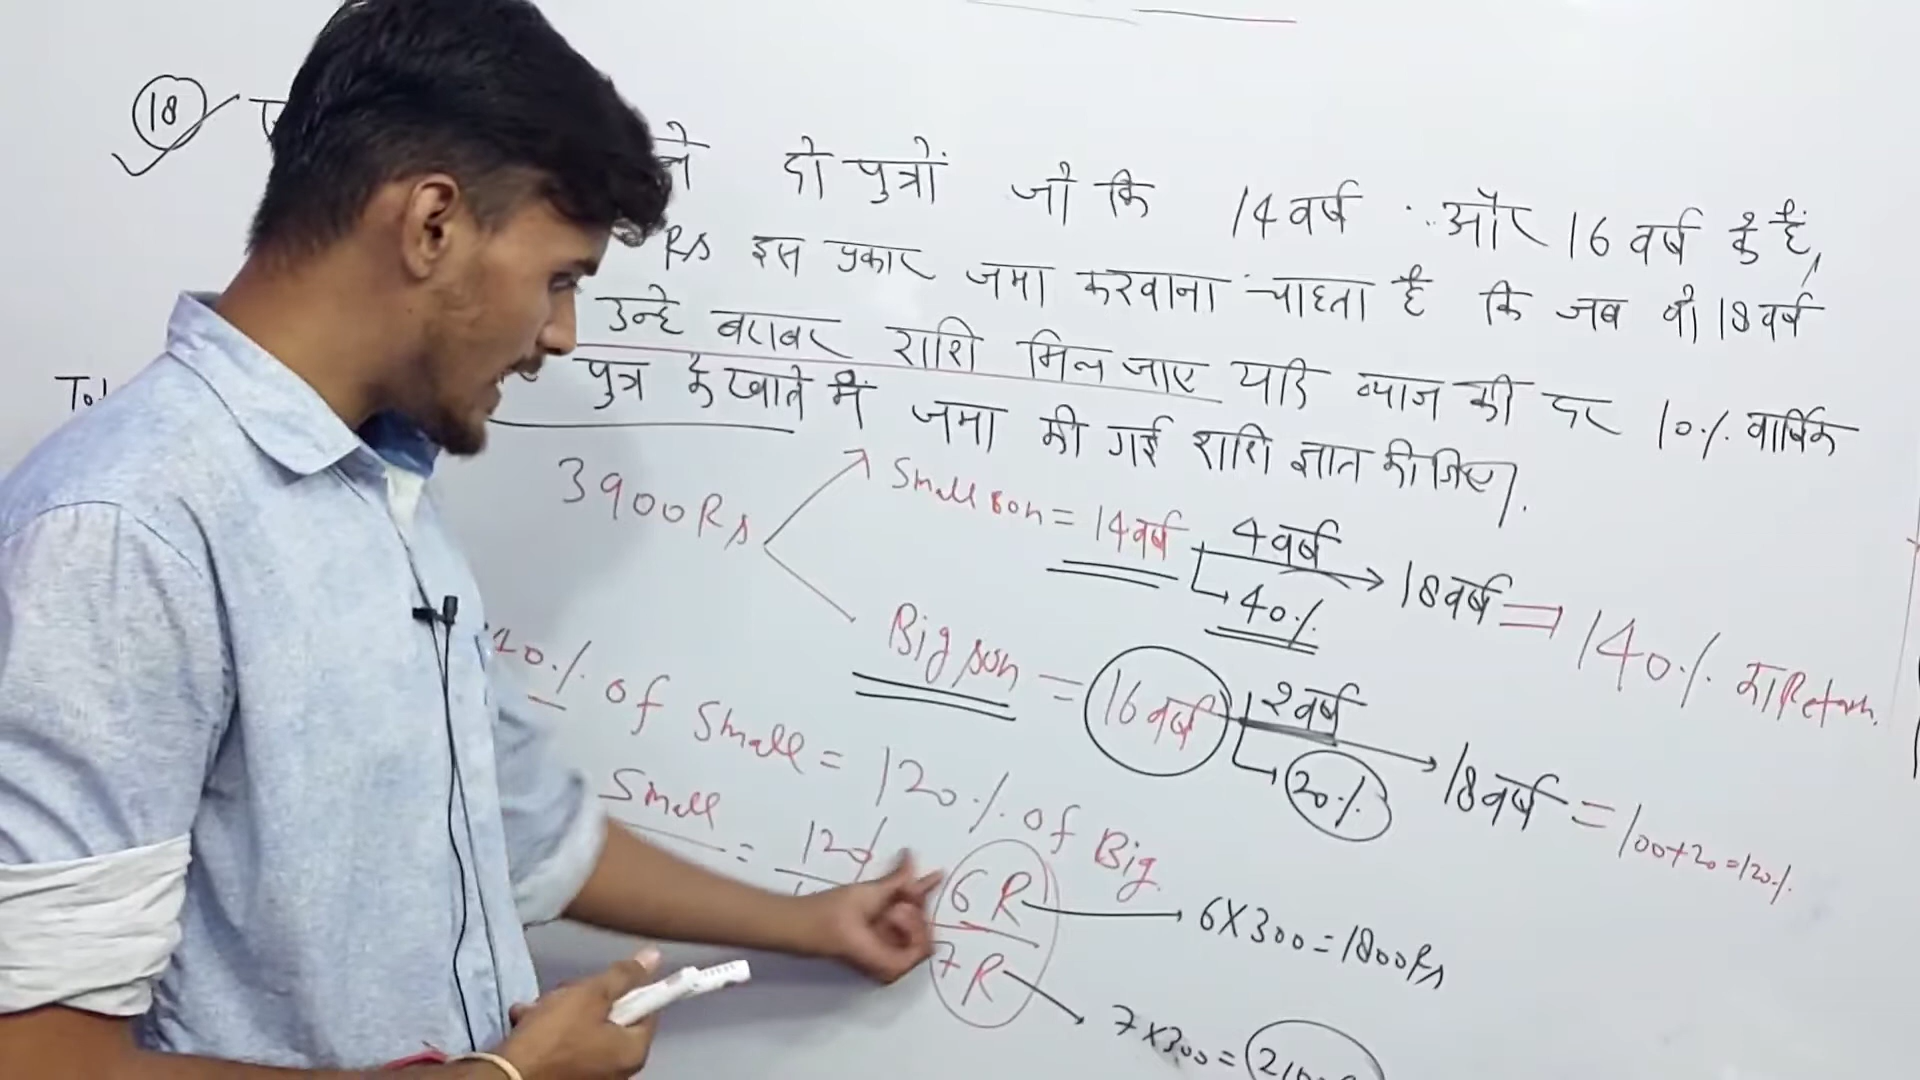 18
दो पुत्रों जो कि 14 वर्ष और 16 वर्ष के हैं,
Rs इस प्रकार जमा करवाना चाहता है कि जब वो 18 वर्ष
उन्हे बराबर राशि मिल जाए यदि ब्याज की दर 10% वार्षिक
पुत्र के खाते में जमा की गई राशि ज्ञात कीजिए।.
3900 Rs
Small son = 14 वर्ष 4 वर्ष 18 वर्ष = 140% का Return.
40%
Big son = 16 वर्ष 2 वर्ष 18 वर्ष = 100+20=120%.
20%
of Small = 120% of Big.
Small = 120 6R 6X300=1800Rs
7R 7X300=